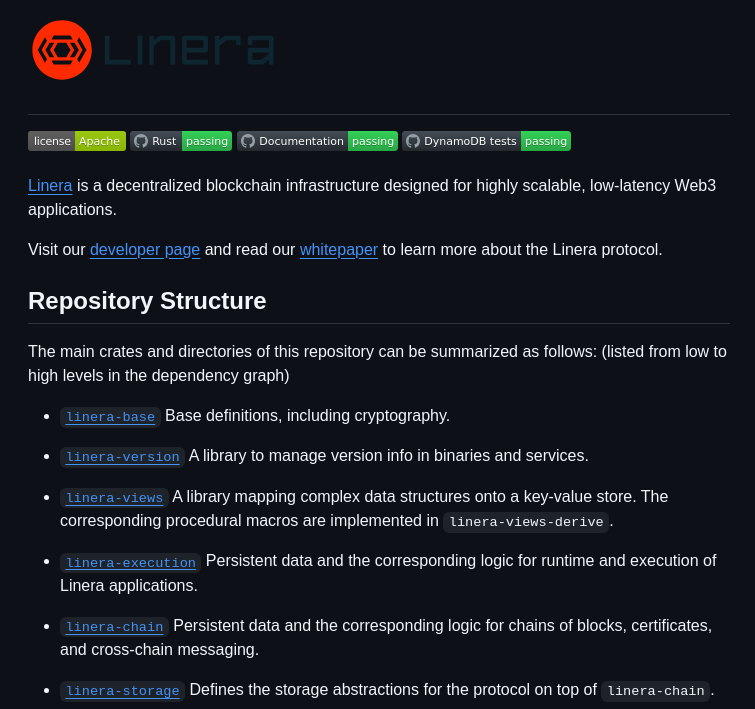 Linera
license Apache Rust passing Documentation passing DynamoDB tests passing
Linera is a decentralized blockchain infrastructure designed for highly scalable, low-latency Web3
applications.
Visit our developer page and read our whitepaper to learn more about the Linera protocol.
Repository Structure
The main crates and directories of this repository can be summarized as follows: (listed from low to
high levels in the dependency graph)
• linera-base Base definitions, including cryptography.
• linera-version A library to manage version info in binaries and services.
• linera-views A library mapping complex data structures onto a key-value store. The
corresponding procedural macros are implemented in linera-views-derive.
• linera-execution Persistent data and the corresponding logic for runtime and execution of
Linera applications.
• linera-chain Persistent data and the corresponding logic for chains of blocks, certificates,
and cross-chain messaging.
• linera-storage Defines the storage abstractions for the protocol on top of linera-chain.